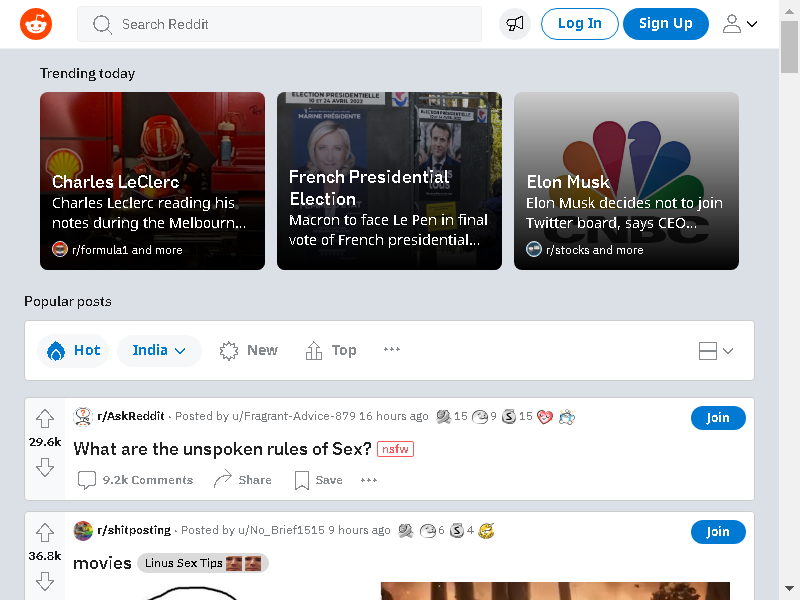 Search Reddit
Log In
Sign Up
Trending today
ELECTION PRESIDENTIELLE
10 ET 24 AVRIL 2022
MARINE PRÉSIDENTE
Charles LeClerc
Charles Leclerc reading his
notes during the Melbourn...
r/formula1 and more
French Presidential
Election
Macron to face Le Pen in final
vote of French presidential...
CNBC
Elon Musk
Elon Musk decides not to join
Twitter board, says CEO...
r/stocks and more
Popular posts
Hot
India
New
Top
r/AskReddit · Posted by u/Fragrant-Advice-879 16 hours ago 15 9 S 15
Join
29.6k
What are the unspoken rules of Sex? nsfw
9.2k Comments
Share
Save
r/shitposting · Posted by u/No_Brief1515 9 hours ago 6 S 4
Join
36.8k
movies Linus Sex Tips